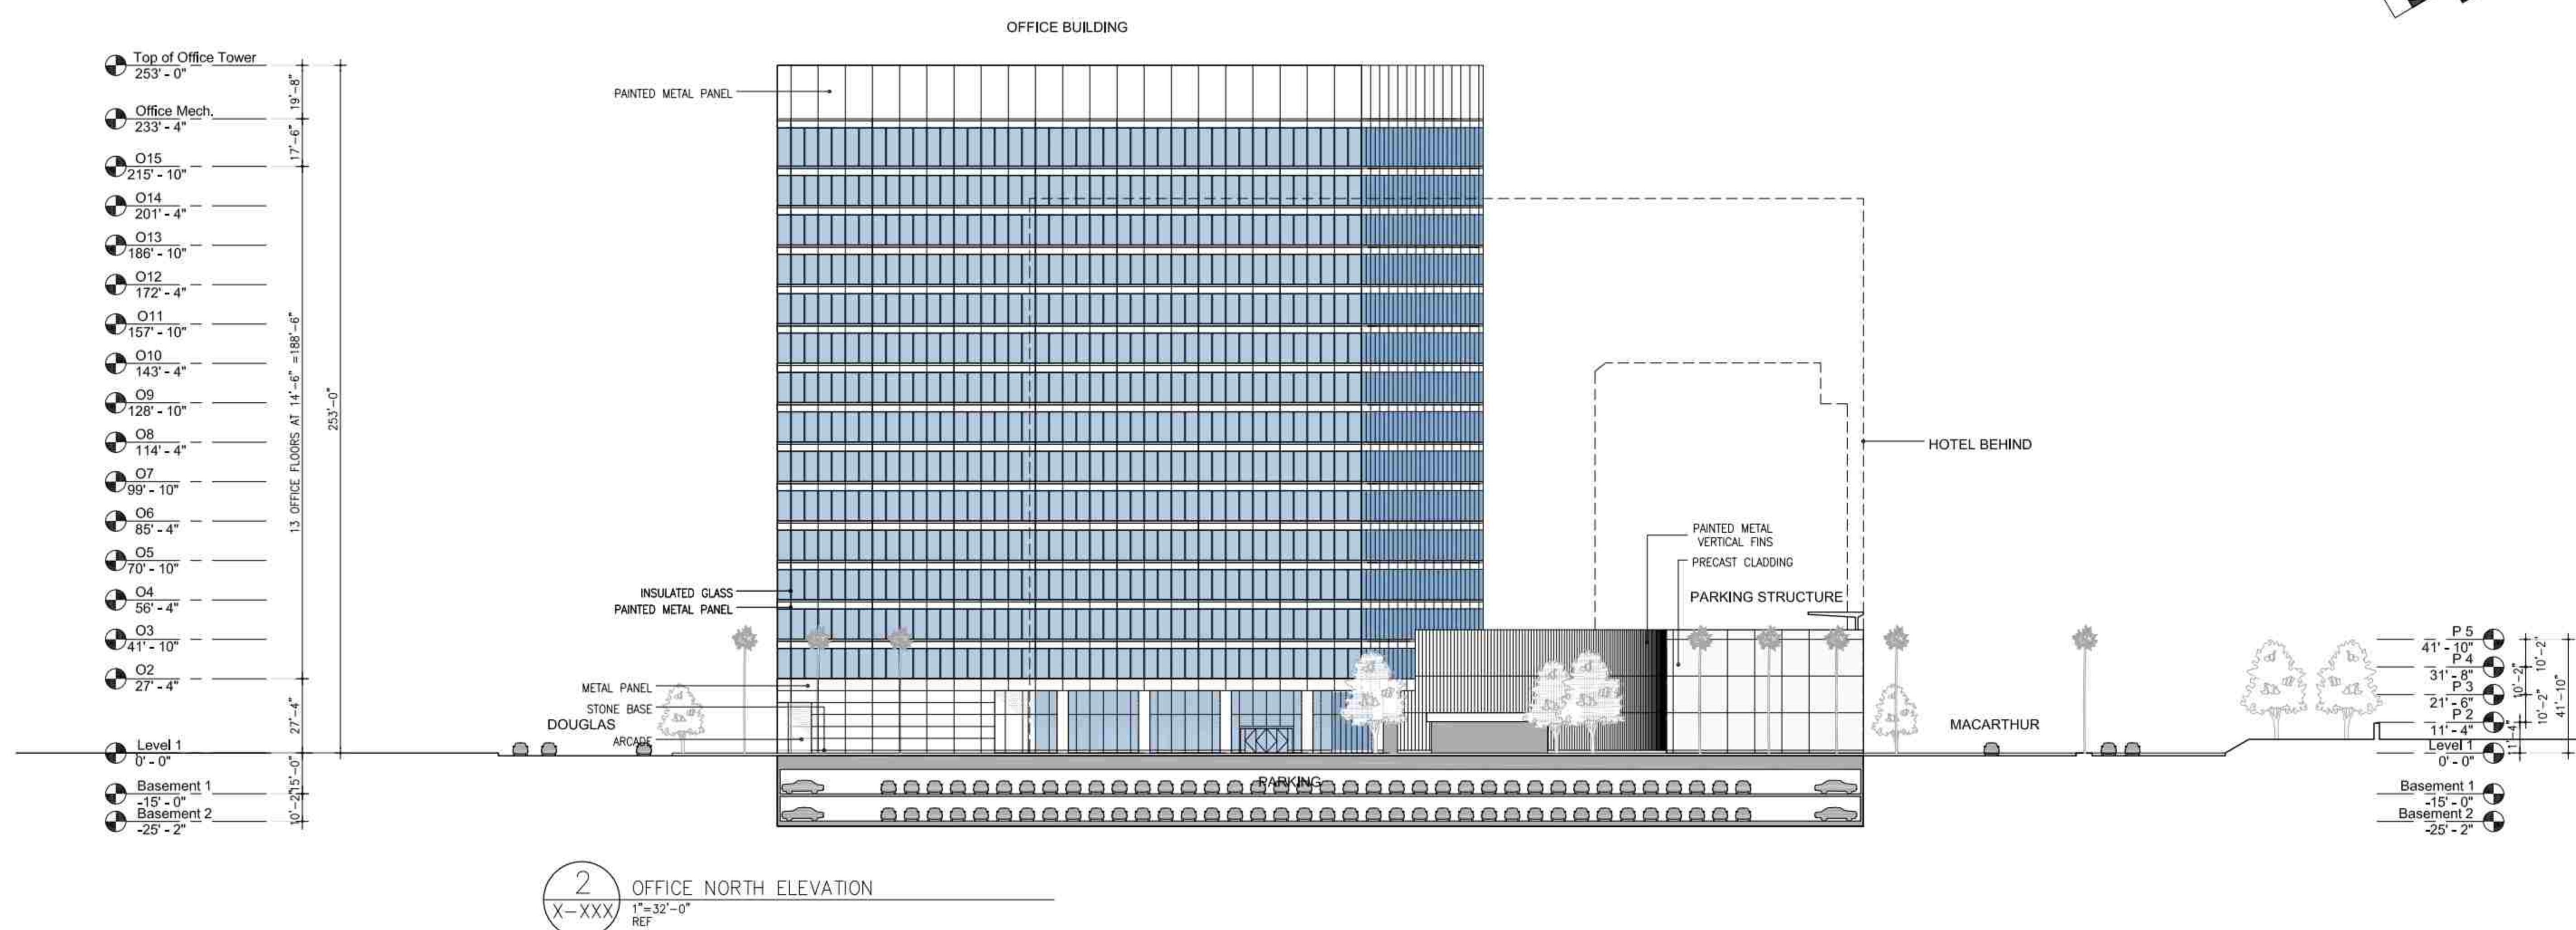 OFFICE BUILDING
Top of Office Tower
253' - 0"
Office Mech.
233' - 4"
O15
215' - 10"
O14
201' - 4"
O13
186' - 10"
O12
172' - 4"
O11
157' - 10"
O10
143' - 4"
O9
128' - 10"
O8
114' - 4"
O7
99' - 10"
O6
85' - 4"
O5
70' - 10"
O4
56' - 4"
O3
41' - 10"
O2
27' - 4"
Level 1
0' - 0"
Basement 1
-15' - 0"
Basement 2
-25' - 2"
19'-8"
17'-6"
13 OFFICE FLOORS AT 14'-6" =188'-6"
27'-4"
15'-0"
10'-2"
253'-0"
PAINTED METAL PANEL
INSULATED GLASS
PAINTED METAL PANEL
METAL PANEL
STONE BASE
DOUGLAS
ARCADE
PARKING
HOTEL BEHIND
PAINTED METAL
VERTICAL FINS
PRECAST CLADDING
PARKING STRUCTURE
MACARTHUR
P 5
41' - 10"
P 4
31' - 8"
P 3
21' - 6"
P 2
11' - 4"
Level 1
0' - 0"
Basement 1
-15' - 0"
Basement 2
-25' - 2"
10'-2"
10'-2"
10'-2"
11'-4"
41'-10"
2
X-XXX
OFFICE NORTH ELEVATION
1"=32'-0"
REF